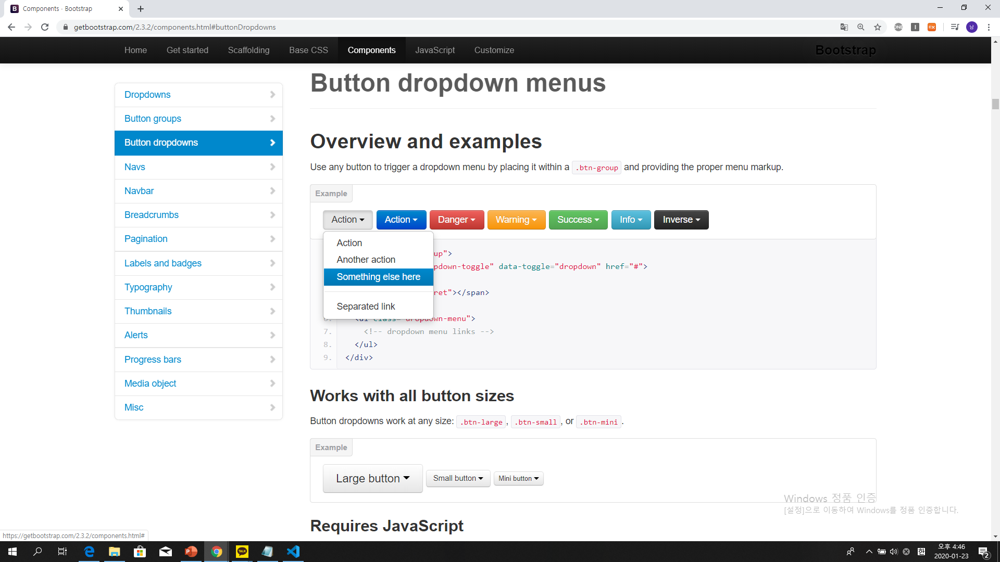 Components · Bootstrap
getbootstrap.com/2.3.2/components.html#buttonDropdowns
Home Get started Scaffolding Base CSS Components JavaScript Customize Bootstrap
Dropdowns
Button groups
Button dropdowns
Navs
Navbar
Breadcrumbs
Pagination
Labels and badges
Typography
Thumbnails
Alerts
Progress bars
Media object
Misc
Button dropdown menus
Overview and examples
Use any button to trigger a dropdown menu by placing it within a .btn-group and providing the proper menu markup.
Example
Action Action Danger Warning Success Info Inverse
Action
Another action
Something else here
Separated link
up">
pdown-toggle" data-toggle="dropdown" href="#">
ret"></span>
"dropdown-menu">
7. <!-- dropdown menu links -->
8. </ul>
9. </div>
Works with all button sizes
Button dropdowns work at any size: .btn-large, .btn-small, or .btn-mini.
Example
Large button Small button Mini button
Requires JavaScript
Windows 정품 인증
[설정]으로 이동하여 Windows를 정품 인증합니다.
https://getbootstrap.com/2.3.2/components.html#
오후 4:46
2020-01-23
2